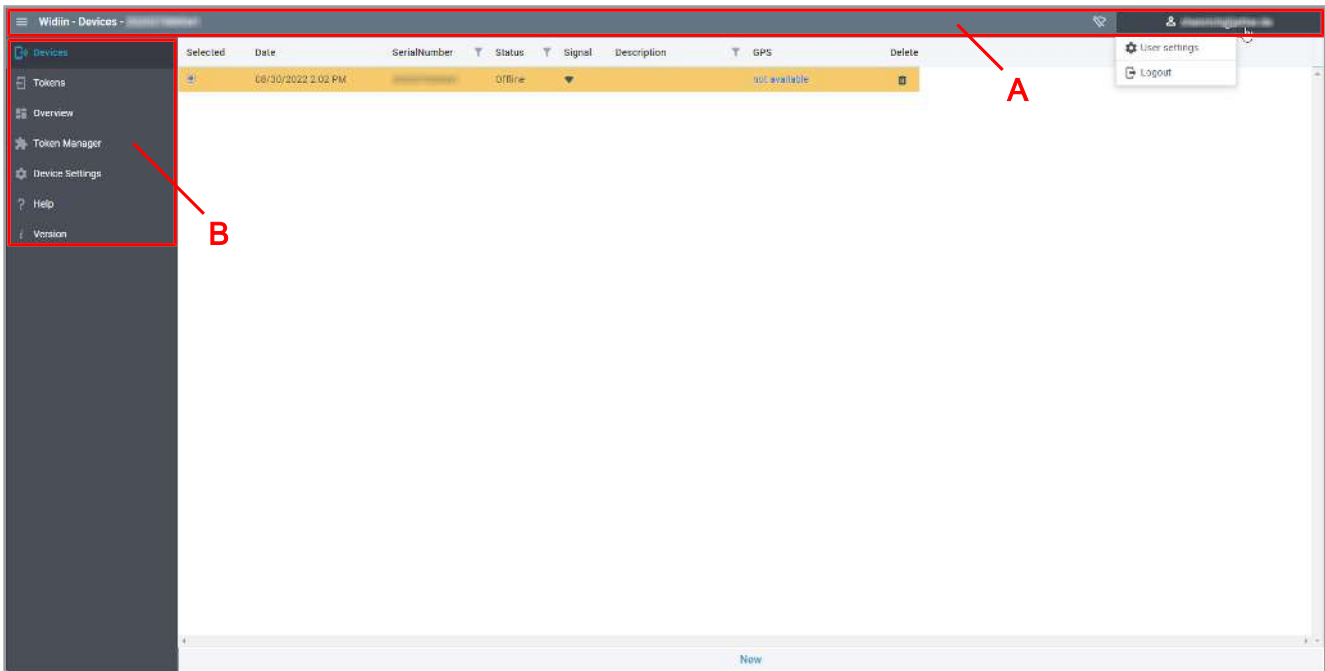 Widiin - Devices -
Devices
Tokens
Overview
Token Manager
Device Settings
? Help
i Version
Selected Date SerialNumber Status Signal Description GPS Delete
08/30/2022 2:02 PM Offline not available
User settings
Logout
A
B
New